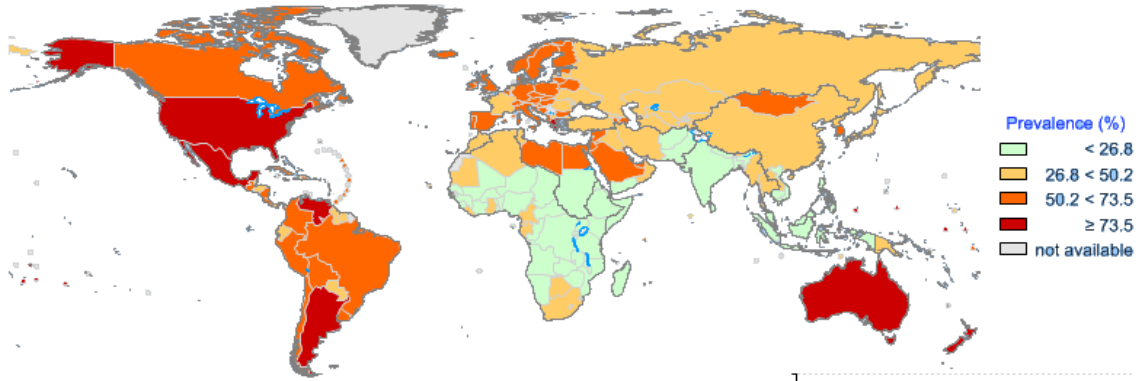 Prevalence (%)
< 26.8
26.8 < 50.2
50.2 < 73.5
≥ 73.5
not available